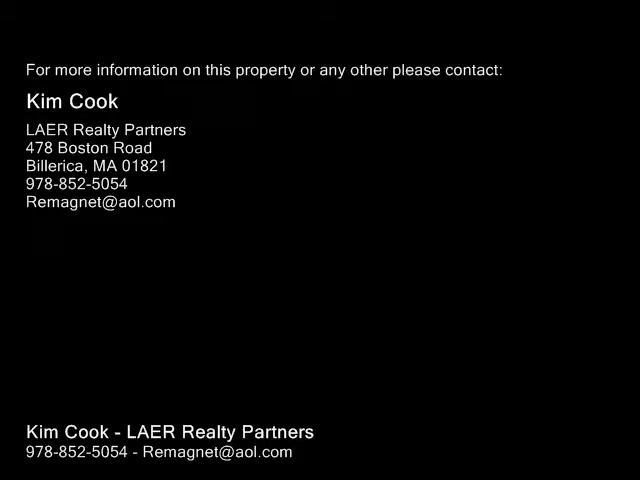 For more information on this property or any other please contact:
Kim Cook
LAER Realty Partners
478 Boston Road
Billerica, MA 01821
978-852-5054
Remagnet@aol.com
Kim Cook - LAER Realty Partners
978-852-5054 - Remagnet@aol.com